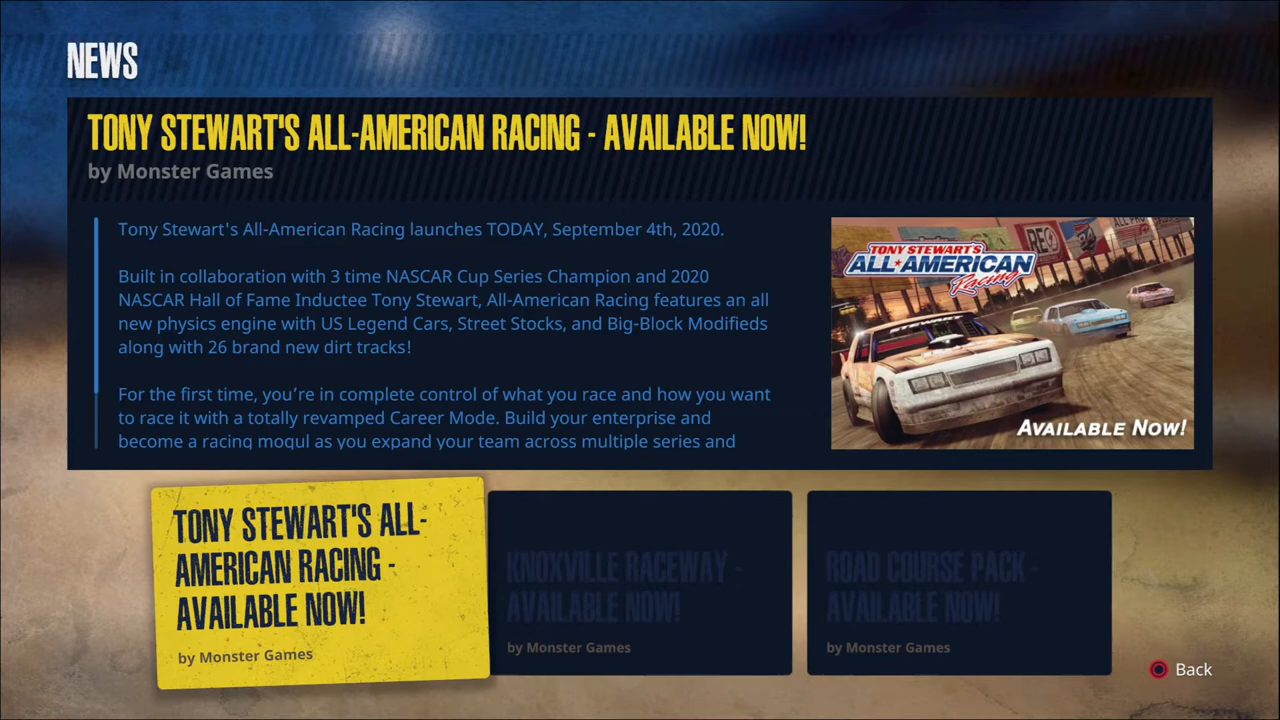 NEWS
TONY STEWART'S ALL-AMERICAN RACING - AVAILABLE NOW!
by Monster Games
Tony Stewart's All-American Racing launches TODAY, September 4th, 2020.
Built in collaboration with 3 time NASCAR Cup Series Champion and 2020
NASCAR Hall of Fame Inductee Tony Stewart, All-American Racing features an all
new physics engine with US Legend Cars, Street Stocks, and Big-Block Modifieds
along with 26 brand new dirt tracks!
For the first time, you're in complete control of what you race and how you want
to race it with a totally revamped Career Mode. Build your enterprise and
become a racing mogul as you expand your team across multiple series and
TONY STEWART'S
ALL★AMERICAN
Racing
AVAILABLE NOW!
TONY STEWART'S ALL-
AMERICAN RACING -
AVAILABLE NOW!
by Monster Games
KNOXVILLE RACEWAY -
AVAILABLE NOW!
by Monster Games
ROAD COURSE PACK -
AVAILABLE NOW!
by Monster Games
Back